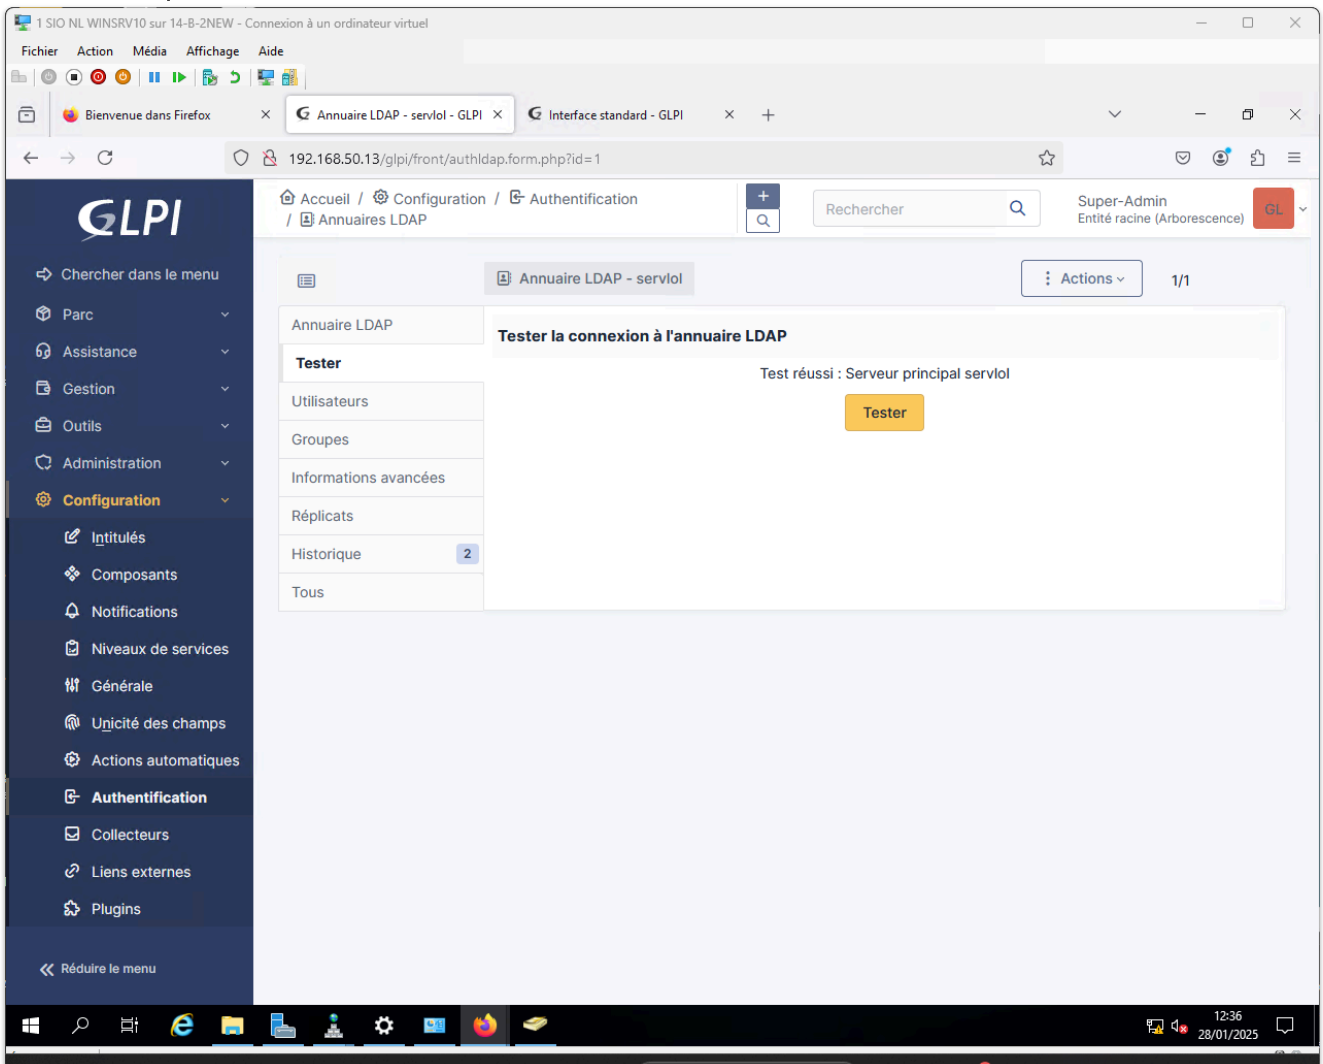 1 SIO NL WINSRV10 sur 14-B-2NEW - Connexion à un ordinateur virtuel
Fichier Action Média Affichage Aide
Bienvenue dans Firefox
Annuaire LDAP - servlol - GLPI
Interface standard - GLPI
192.168.50.13/glpi/front/authldap.form.php?id=1
GLPI
Accueil / Configuration / Authentification
/ Annuaires LDAP
Rechercher
Super-Admin
Entité racine (Arborescence)
GL
Chercher dans le menu
Parc
Assistance
Gestion
Outils
Administration
Configuration
Intitulés
Composants
Notifications
Niveaux de services
Générale
Unicité des champs
Actions automatiques
Authentification
Collecteurs
Liens externes
Plugins
Réduire le menu
Annuaire LDAP - servlol
Actions
1/1
Annuaire LDAP
Tester
Utilisateurs
Groupes
Informations avancées
Réplicats
Historique 2
Tous
Tester la connexion à l'annuaire LDAP
Test réussi : Serveur principal servlol
Tester
12:36
28/01/2025